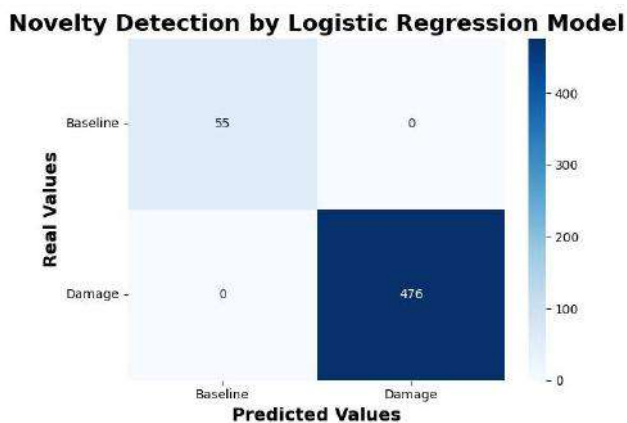 Novelty Detection by Logistic Regression Model
Real Values
Baseline
55
0
Damage
0
476
Baseline
Damage
Predicted Values
400
300
200
100
0